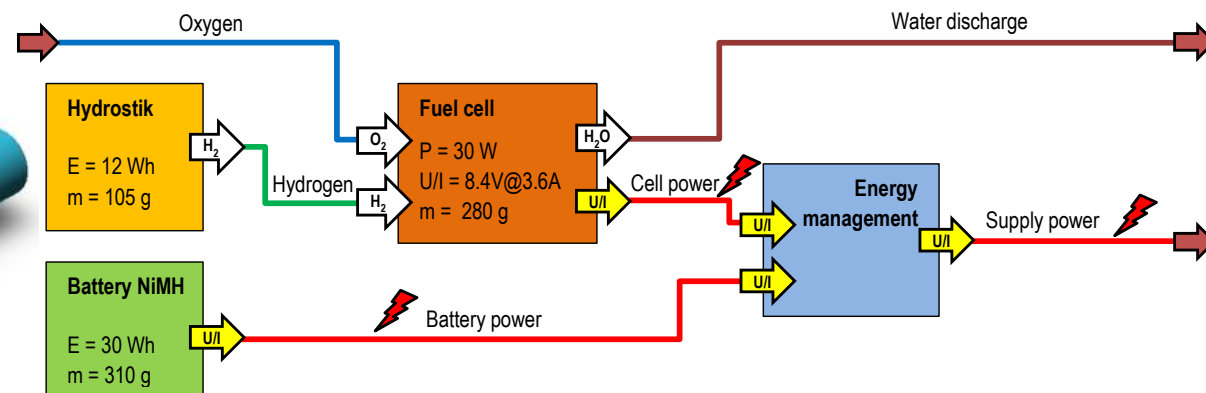 Oxygen
Water discharge
Hydrostik
E = 12 Wh
m = 105 g
H₂
Hydrogen
O₂
H₂
Fuel cell
P = 30 W
U/I = 8.4V@3.6A
m = 280 g
H₂O
U/I
Cell power
U/I
U/I
Energy
management
U/I
Supply power
Battery NiMH
E = 30 Wh
m = 310 g
U/I
Battery power